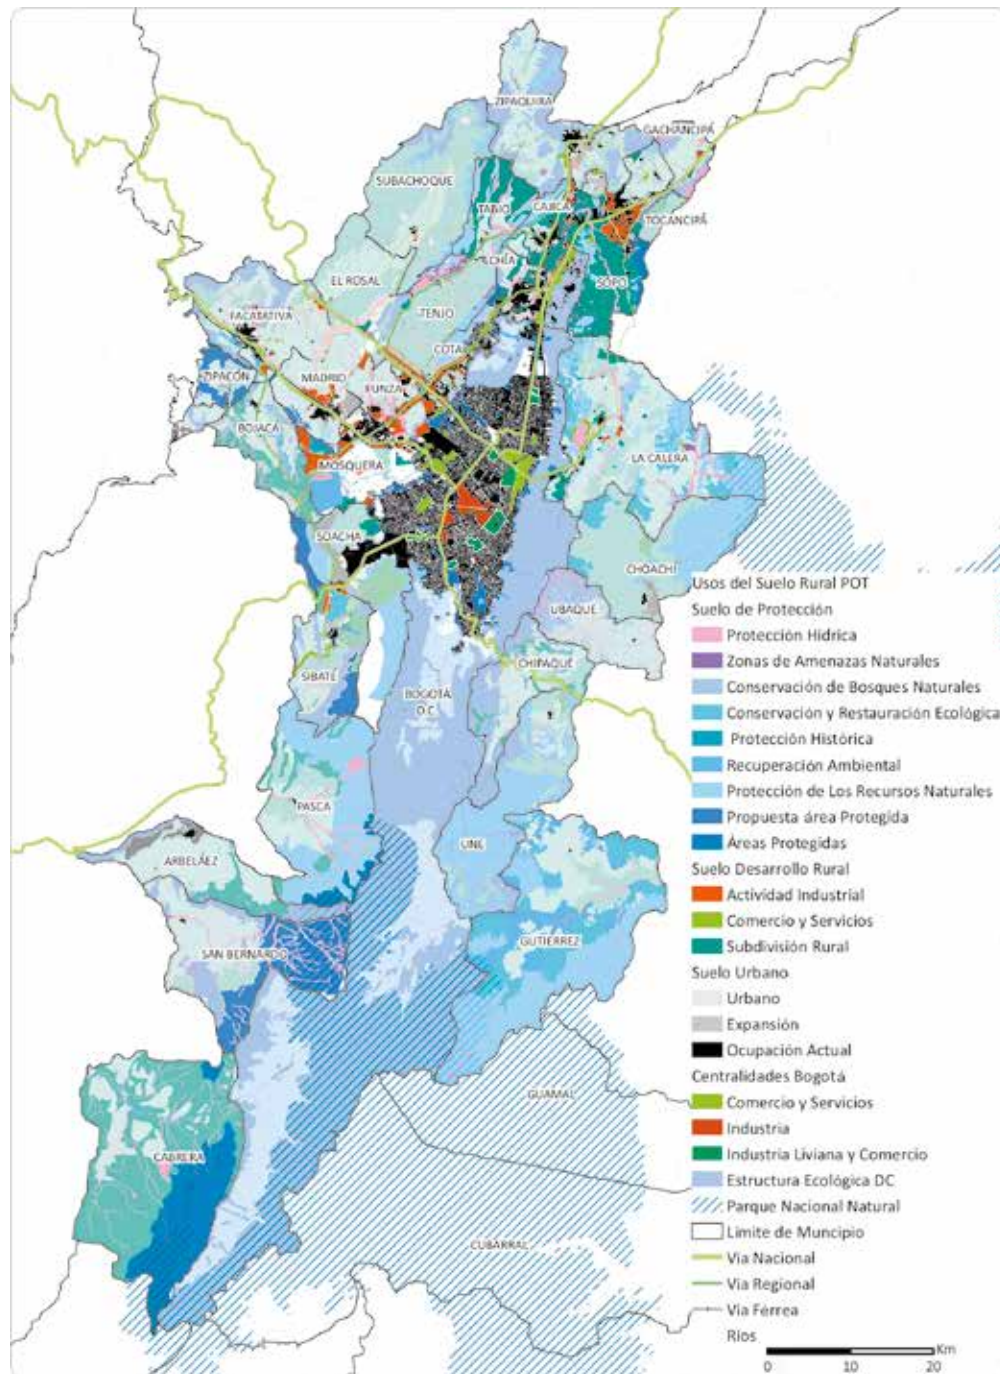 ZIPAQUIRÁ
GACHANCIPÁ
SUBACHOQUE
TABIO
CAJICÁ
TOCANCIPÁ
CHÍA
SOPÓ
EL ROSAL
TENJO
FACATATIVA
COTA
ZIPACÓN
MADRID
FUNZA
BOJACÁ
MOSQUERA
LA CALERA
SOACHA
CHOACHÍ
UBAQUE
SIBATÉ
BOGOTÁ
D.C.
CHIPAQUE
PASCA
UNE
ARBELÁEZ
SAN BERNARDO
GUTIERREZ
GUAMAL
CABRERA
CUBARRAL
Usos del Suelo Rural POT
Suelo de Protección
Protección Hídrica
Zonas de Amenazas Naturales
Conservación de Bosques Naturales
Conservación y Restauración Ecológica
Protección Histórica
Recuperación Ambiental
Protección de Los Recursos Naturales
Propuesta área Protegida
Áreas Protegidas
Suelo Desarrollo Rural
Actividad Industrial
Comercio y Servicios
Subdivisión Rural
Suelo Urbano
Urbano
Expansión
Ocupación Actual
Centralidades Bogotá
Comercio y Servicios
Industria
Industria Liviana y Comercio
Estructura Ecológica DC
Parque Nacional Natural
Limite de Muncipio
Via Nacional
Via Regional
Via Férrea
Ríos
Km
0 10 20